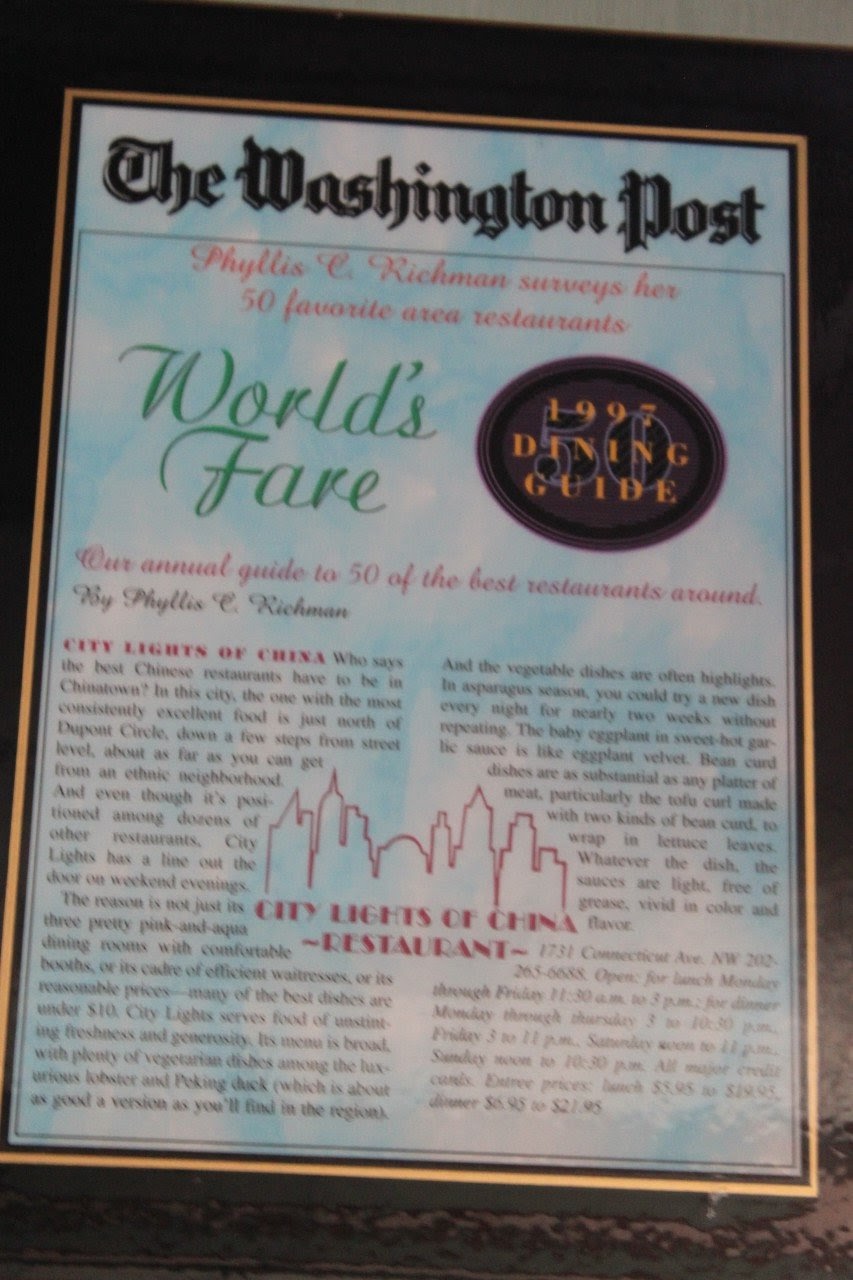 The Washington Post
Phyllis C. Richman surveys her
50 favorite area restaurants
World's
Fare
50
1997
DINING
GUIDE
Our annual guide to 50 of the best restaurants around.
By Phyllis C. Richman
CITY LIGHTS OF CHINA Who says
the best Chinese restaurants have to be in
Chinatown? In this city, the one with the most
consistently excellent food is just north of
Dupont Circle, down a few steps from street
level, about as far as you can get
from an ethnic neighborhood.
And even though it's posi-
tioned among dozens of
other restaurants, City
Lights has a line out the
door on weekend evenings.
The reason is not just its
three pretty pink-and-aqua
dining rooms with comfortable
booths, or its cadre of efficient waitresses, or its
reasonable prices—many of the best dishes are
under $10. City Lights serves food of unstint-
ing freshness and generosity. Its menu is broad,
with plenty of vegetarian dishes among the lux-
urious lobster and Peking duck (which is about
as good a version as you'll find in the region).
And the vegetable dishes are often highlights.
In asparagus season, you could try a new dish
every night for nearly two weeks without
repeating. The baby eggplant in sweet-hot gar-
lic sauce is like eggplant velvet. Bean curd
dishes are as substantial as any platter of
meat, particularly the tofu curl made
with two kinds of bean curd, to
wrap in lettuce leaves.
Whatever the dish, the
sauces are light, free of
grease, vivid in color and
flavor.
CITY LIGHTS OF CHINA
~RESTAURANT~
1731 Connecticut Ave. NW 202-
265-6688. Open: for lunch Monday
through Friday 11:30 a.m. to 3 p.m.; for dinner
Monday through thursday 3 to 10:30 p.m.,
Friday 3 to 11 p.m., Saturday noon to 11 p.m.,
Sunday noon to 10:30 p.m. All major credit
cards. Entree prices: lunch $5.95 to $19.95,
dinner $6.95 to $21.95